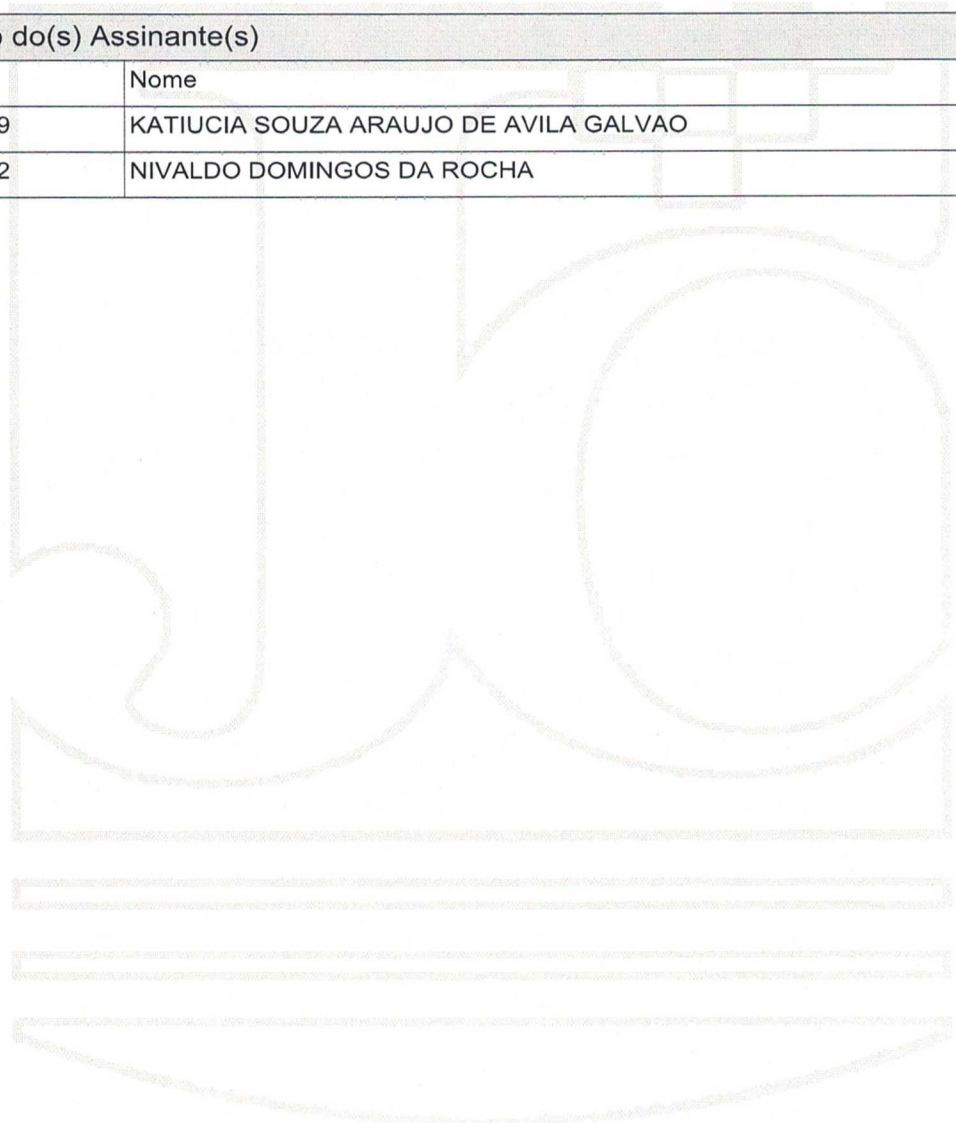 do(s) Assinante(s)
Nome
9 KATIUCIA SOUZA ARAUJO DE AVILA GALVAO
2 NIVALDO DOMINGOS DA ROCHA